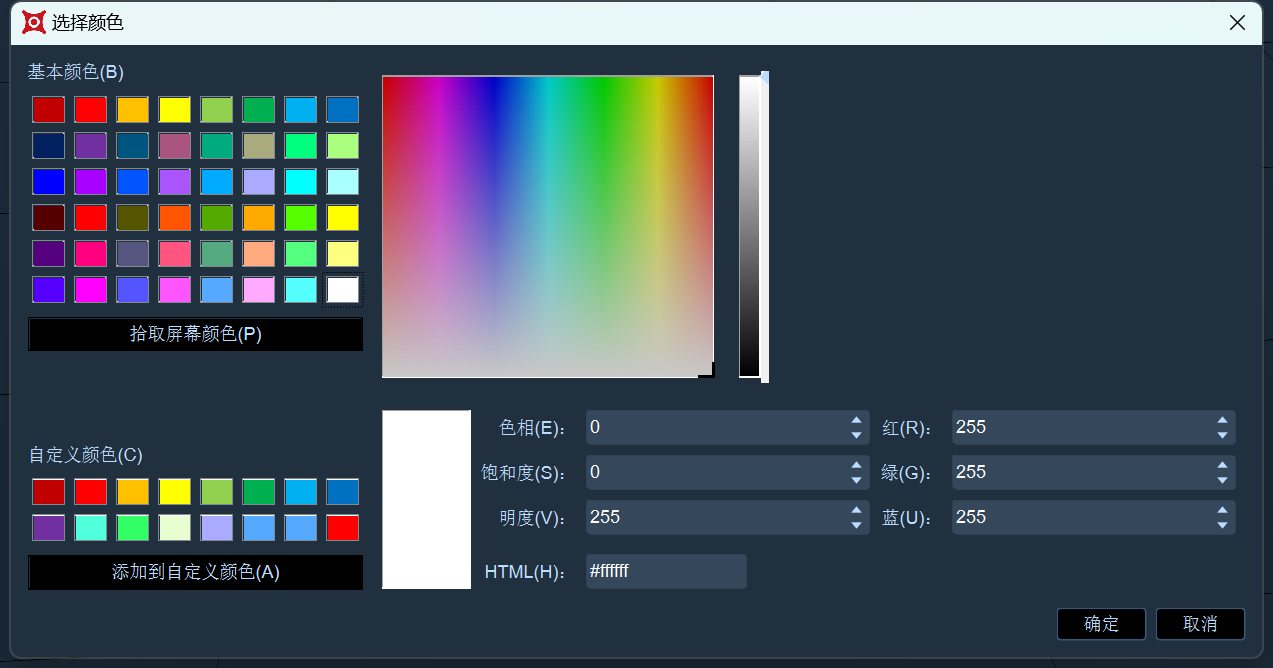 选择颜色
基本颜色(B)
拾取屏幕颜色(P)
自定义颜色(C)
添加到自定义颜色(A)
色相(E): 0 红(R): 255
饱和度(S): 0 绿(G): 255
明度(V): 255 蓝(U): 255
HTML(H): #ffffff
确定 取消